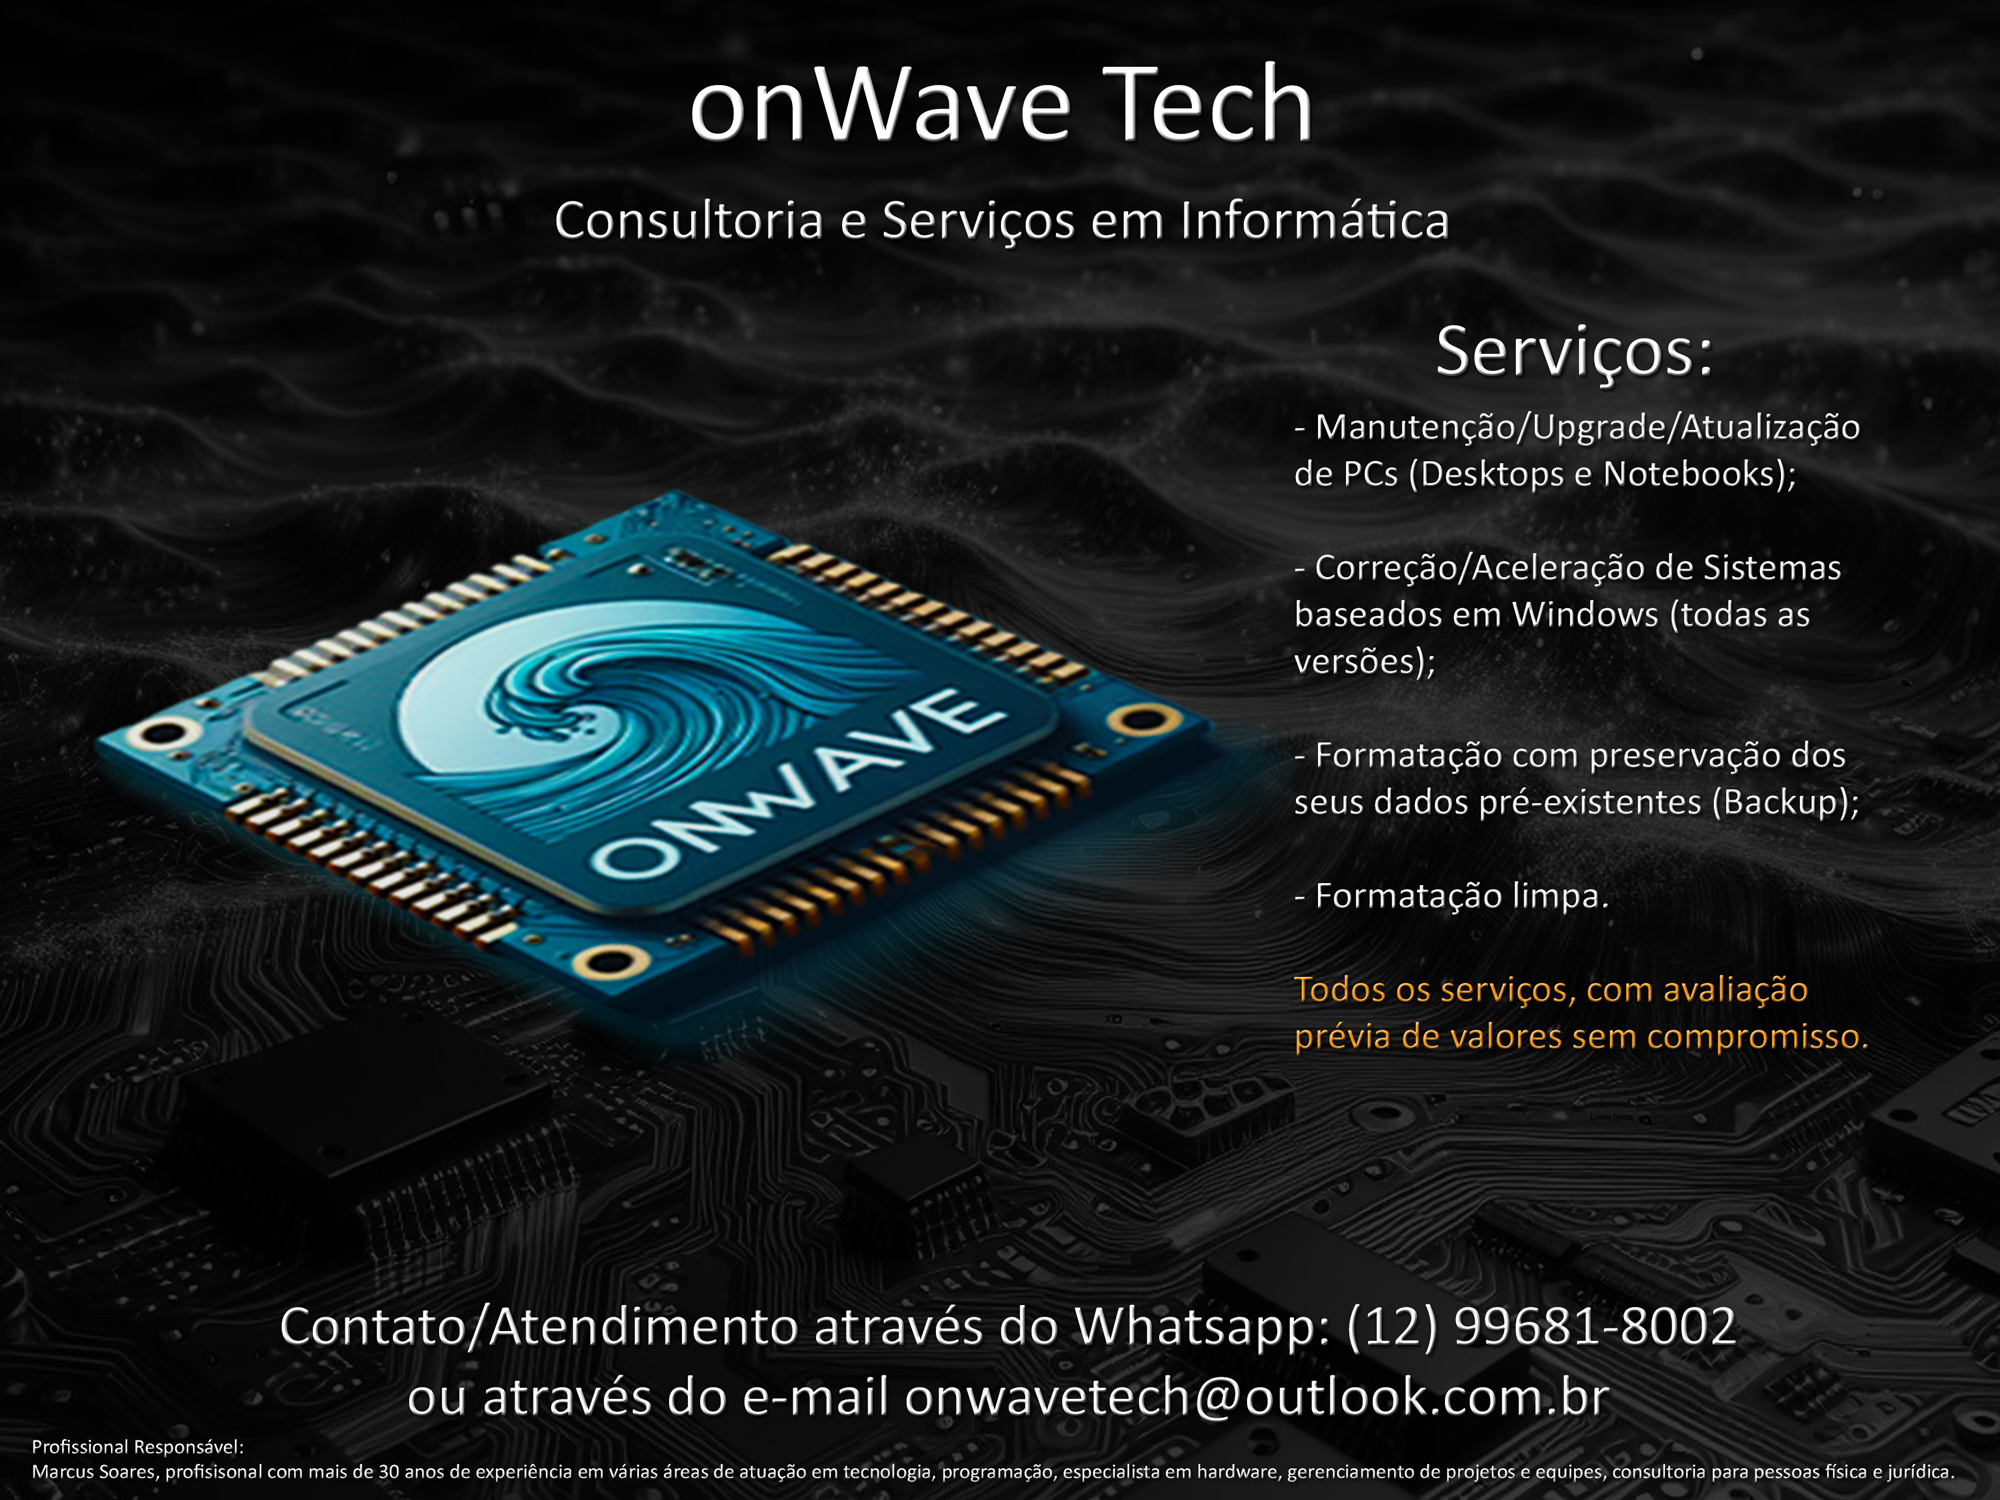 onWave Tech
Consultoria e Serviços em Informática
Serviços:
- Manutenção/Upgrade/Atualização
de PCs (Desktops e Notebooks);
- Correção/Aceleração de Sistemas
baseados em Windows (todas as
versões);
- Formatação com preservação dos
seus dados pré-existentes (Backup);
- Formatação limpa.
Todos os serviços, com avaliação
prévia de valores sem compromisso.
ONWAVE
Lorem Ipsum
Contato/Atendimento através do Whatsapp: (12) 99681-8002
ou através do e-mail onwavetech@outlook.com.br
Profissional Responsável:
Marcus Soares, profisisonal com mais de 30 anos de experiência em várias áreas de atuação em tecnologia, programação, especialista em hardware, gerenciamento de projetos e equipes, consultoria para pessoas física e jurídica.